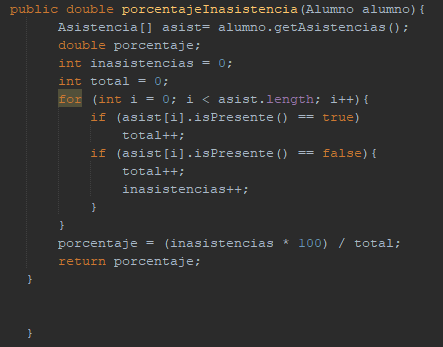 public double porcentajeInasistencia(Alumno alumno){
Asistencia[] asist= alumno.getAsistencias();
double porcentaje;
int inasistencias = 0;
int total = 0;
for (int i = 0; i < asist.length; i++){
if (asist[i].isPresente() == true)
total++;
if (asist[i].isPresente() == false){
total++;
inasistencias++;
}
}
porcentaje = (inasistencias * 100) / total;
return porcentaje;
}
}